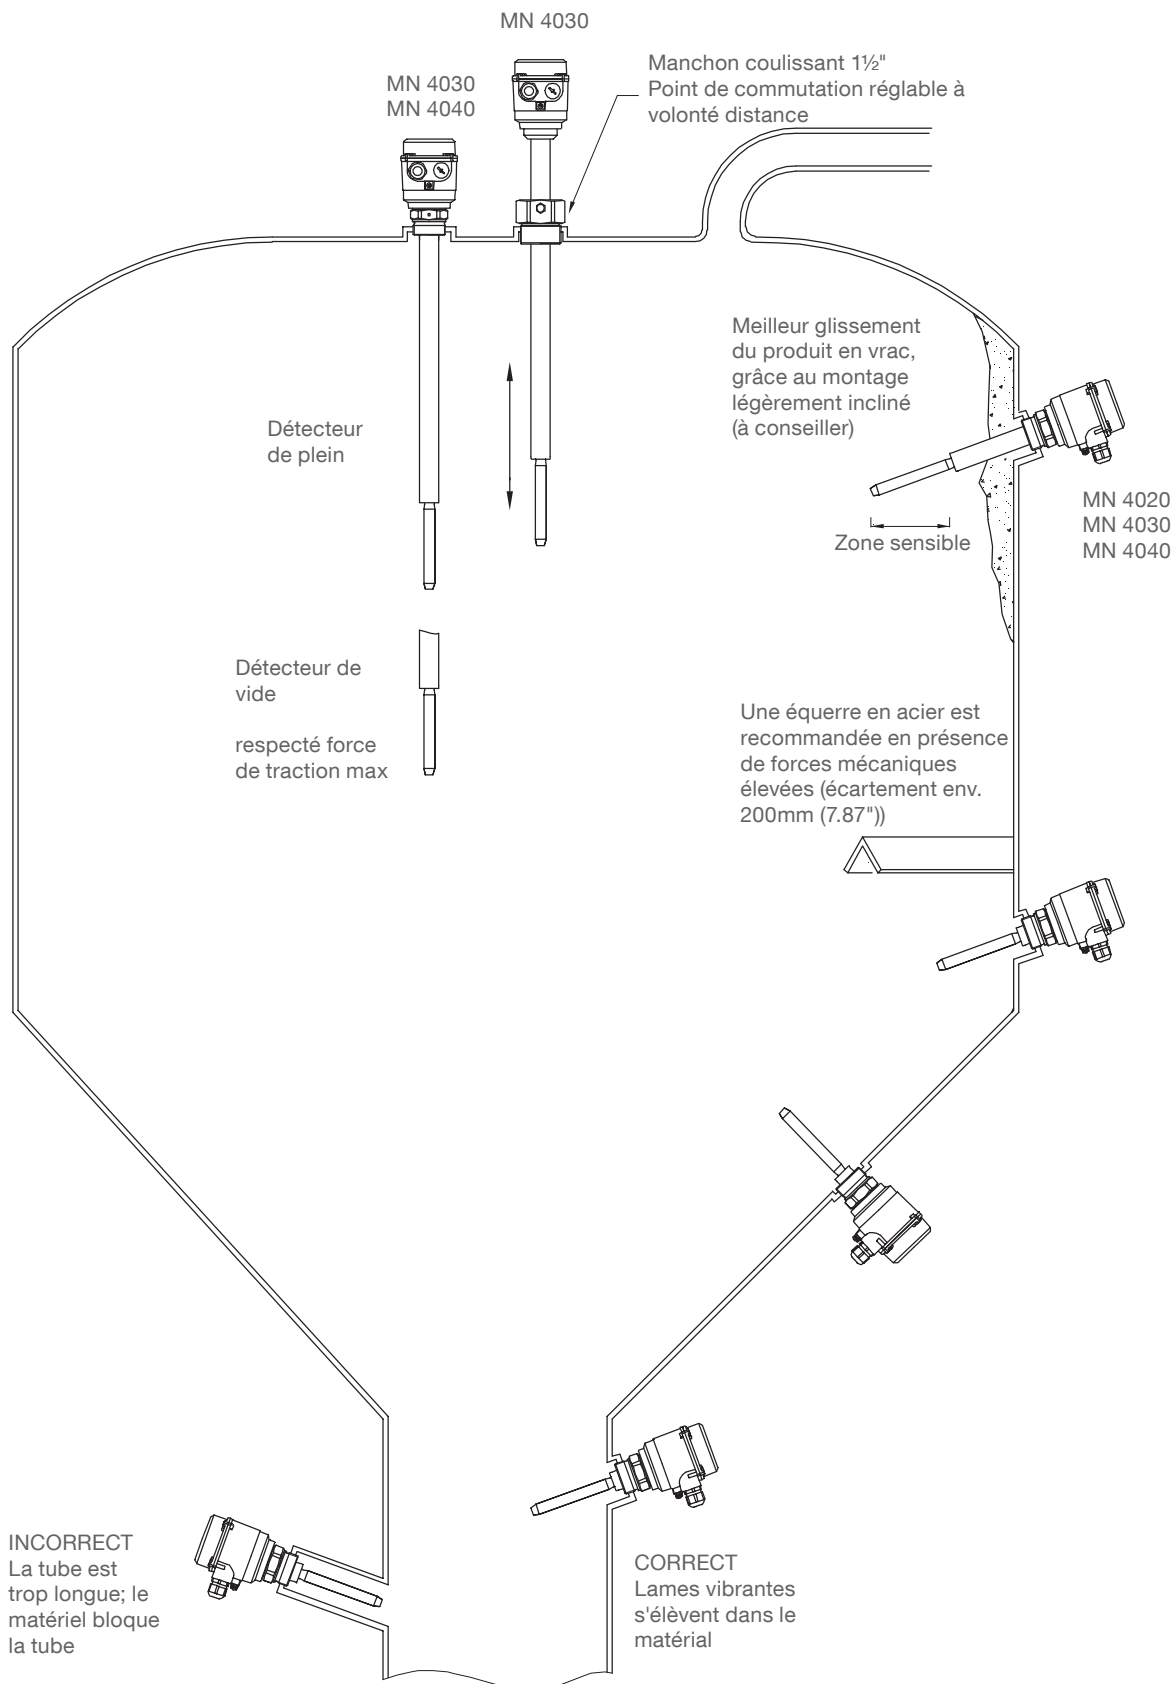 MN 4030
MN 4030
MN 4040
Manchon coulissant 1½"
Point de commutation réglable à
volonté distance
Meilleur glissement
du produit en vrac,
grâce au montage
légèrement incliné
(à conseiller)
Détecteur
de plein
MN 4020
MN 4030
MN 4040
Zone sensible
Détecteur de
vide
respecté force
de traction max
Une équerre en acier est
recommandée en présence
de forces mécaniques
élevées (écartement env.
200mm (7.87"))
INCORRECT
La tube est
trop longue; le
matériel bloque
la tube
CORRECT
Lames vibrantes
s'élèvent dans le
matérial